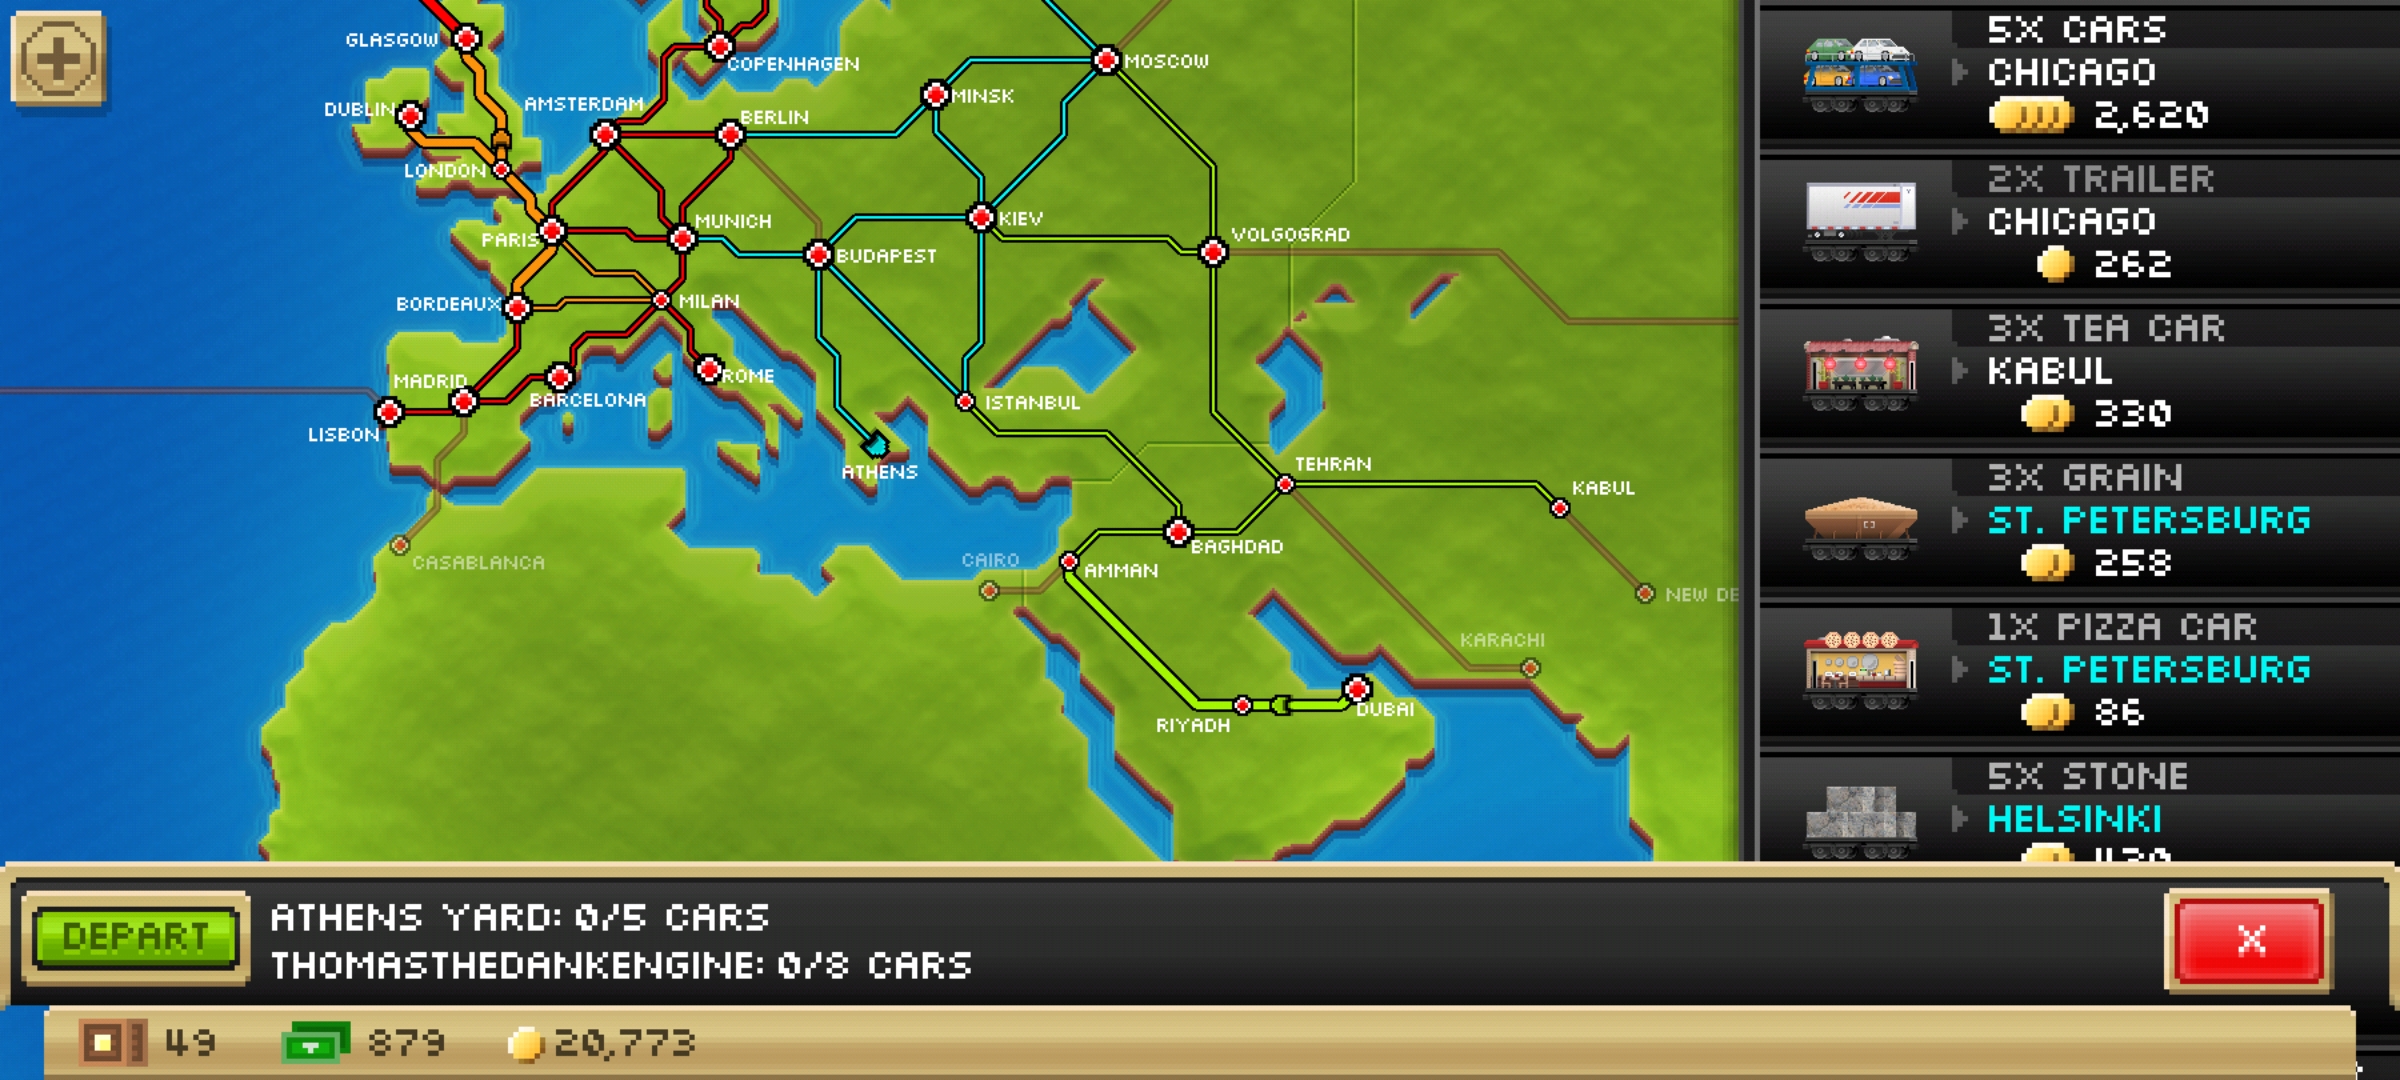 GLASGOW
COPENHAGEN
MOSCOW
MINSK
DUBLIN
AMSTERDAM
BERLIN
LONDON
PARIS
MUNICH
KIEV
VOLGOGRAD
BUDAPEST
BORDEAUX
MILAN
MADRID
ROME
BARCELONA
ISTANBUL
LISBON
ATHENS
TEHRAN
KABUL
CASABLANCA
CAIRO
BAGHDAD
AMMAN
NEW DE
KARACHI
RIYADH
DUBAI
5X CARS
CHICAGO
2,620
2X TRAILER
CHICAGO
262
3X TEA CAR
KABUL
330
3X GRAIN
ST. PETERSBURG
258
1X PIZZA CAR
ST. PETERSBURG
86
5X STONE
HELSINKI
DEPART
ATHENS YARD: 0/5 CARS
THOMASTHEDANKENGINE: 0/8 CARS
X
49
879
20,773